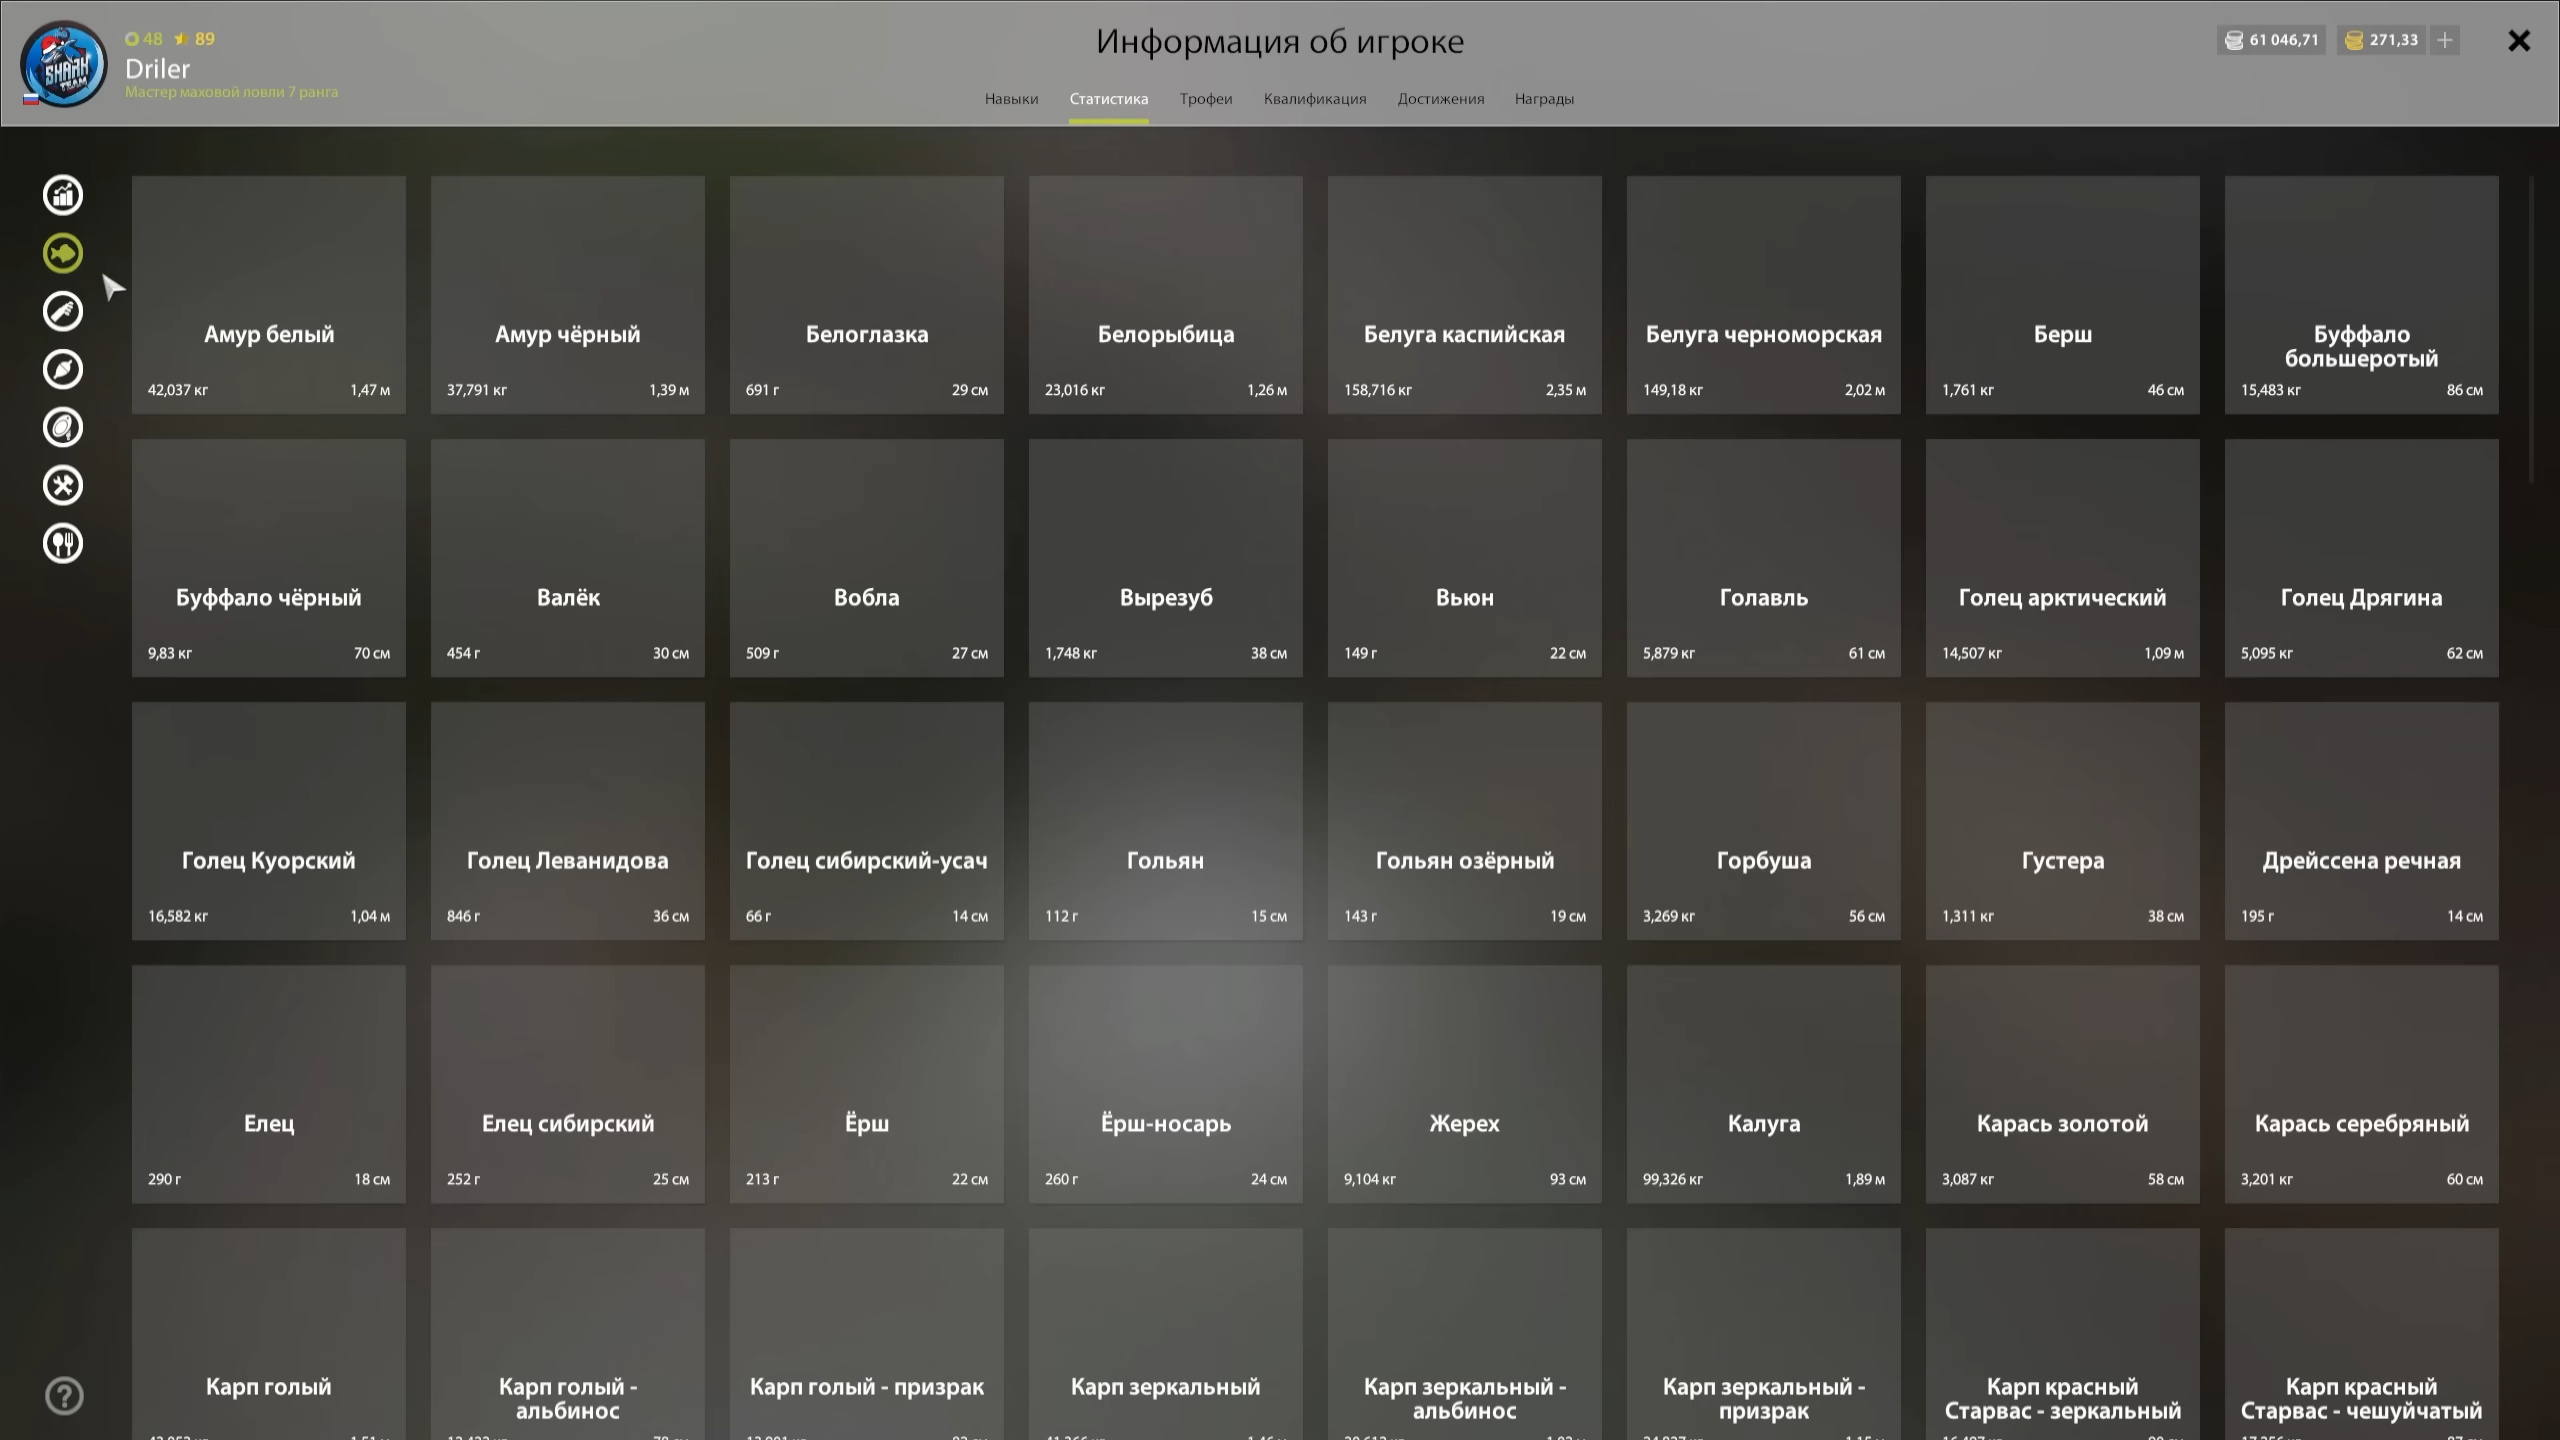 48 89
Driler
Мастер маховой ловли 7 ранга
SHARK TEAM
Информация об игроке
61 046,71 271,33
Навыки Статистика Трофеи Квалификация Достижения Награды
Амур белый
42,037 кг 1,47 м
Амур чёрный
37,791 кг 1,39 м
Белоглазка
691 г 29 см
Белорыбица
23,016 кг 1,26 м
Белуга каспийская
158,716 кг 2,35 м
Белуга черноморская
149,18 кг 2,02 м
Берш
1,761 кг 46 см
Буффало
большеротый
15,483 кг 86 см
Буффало чёрный
9,83 кг 70 см
Валёк
454 г 30 см
Вобла
509 г 27 см
Вырезуб
1,748 кг 38 см
Вьюн
149 г 22 см
Голавль
5,879 кг 61 см
Голец арктический
14,507 кг 1,09 м
Голец Дрягина
5,095 кг 62 см
Голец Куорский
16,582 кг 1,04 м
Голец Леванидова
846 г 36 см
Голец сибирский-усач
66 г 14 см
Гольян
112 г 15 см
Гольян озёрный
143 г 19 см
Горбуша
3,269 кг 56 см
Густера
1,311 кг 38 см
Дрейссена речная
195 г 14 см
Елец
290 г 18 см
Елец сибирский
252 г 25 см
Ёрш
213 г 22 см
Ёрш-носарь
260 г 24 см
Жерех
9,104 кг 93 см
Калуга
99,326 кг 1,89 м
Карась золотой
3,087 кг 58 см
Карась серебряный
3,201 кг 60 см
Карп голый
Карп голый -
альбинос
Карп голый - призрак
Карп зеркальный
Карп зеркальный -
альбинос
Карп зеркальный -
призрак
Карп красный
Старвас - зеркальный
Карп красный
Старвас - чешуйчатый